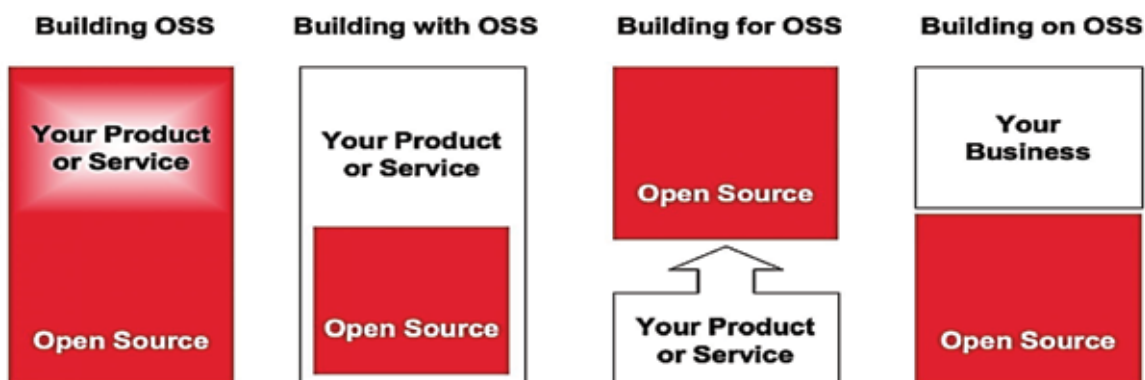 Building OSS
Building with OSS
Building for OSS
Building on OSS
Your Product
or Service
Open Source
Your Product
or Service
Open Source
Open Source
Your Product
or Service
Your
Business
Open Source